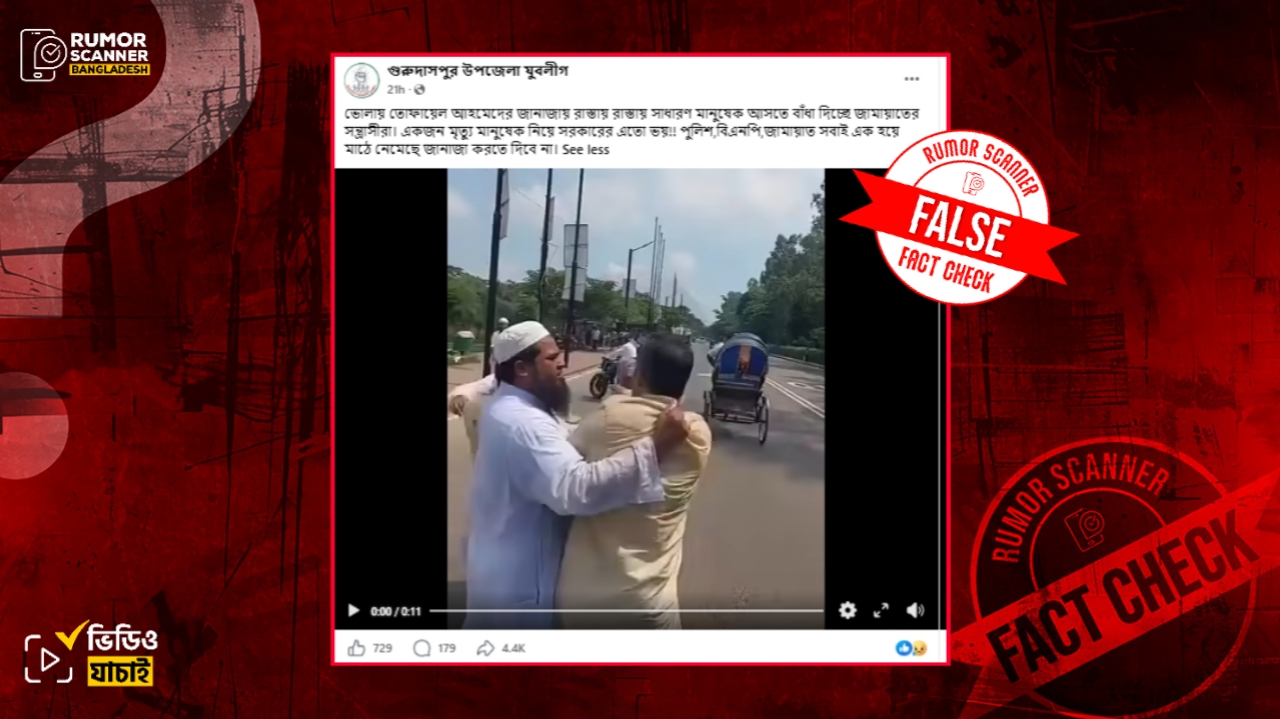 RUMOR
SCANNER
BANGLADESH
গুরুদাসপুর উপজেলা যুবলীগ
21h
ভোলায় তোফায়েল আহমেদের জানাজায় রাস্তায় রাস্তায় সাধারণ মানুষেক আসতে বাঁধা দিচ্ছে জামায়াতের
সন্ত্রাসীরা। একজন মৃত্যু মানুষেক নিয়ে সরকারের এতো ভয়!! পুলিশ,বিএনপি,জামায়াত সবাই এক হয়ে
মাঠে নেমেছে জানাজা করতে দিবে না। See less
RUMOR SCANNER
FALSE
FACT CHECK
0:00 / 0:11
729
179
4.4K
RUMOR SCANNER
FACT CHECK
ভিডিও
যাচাই